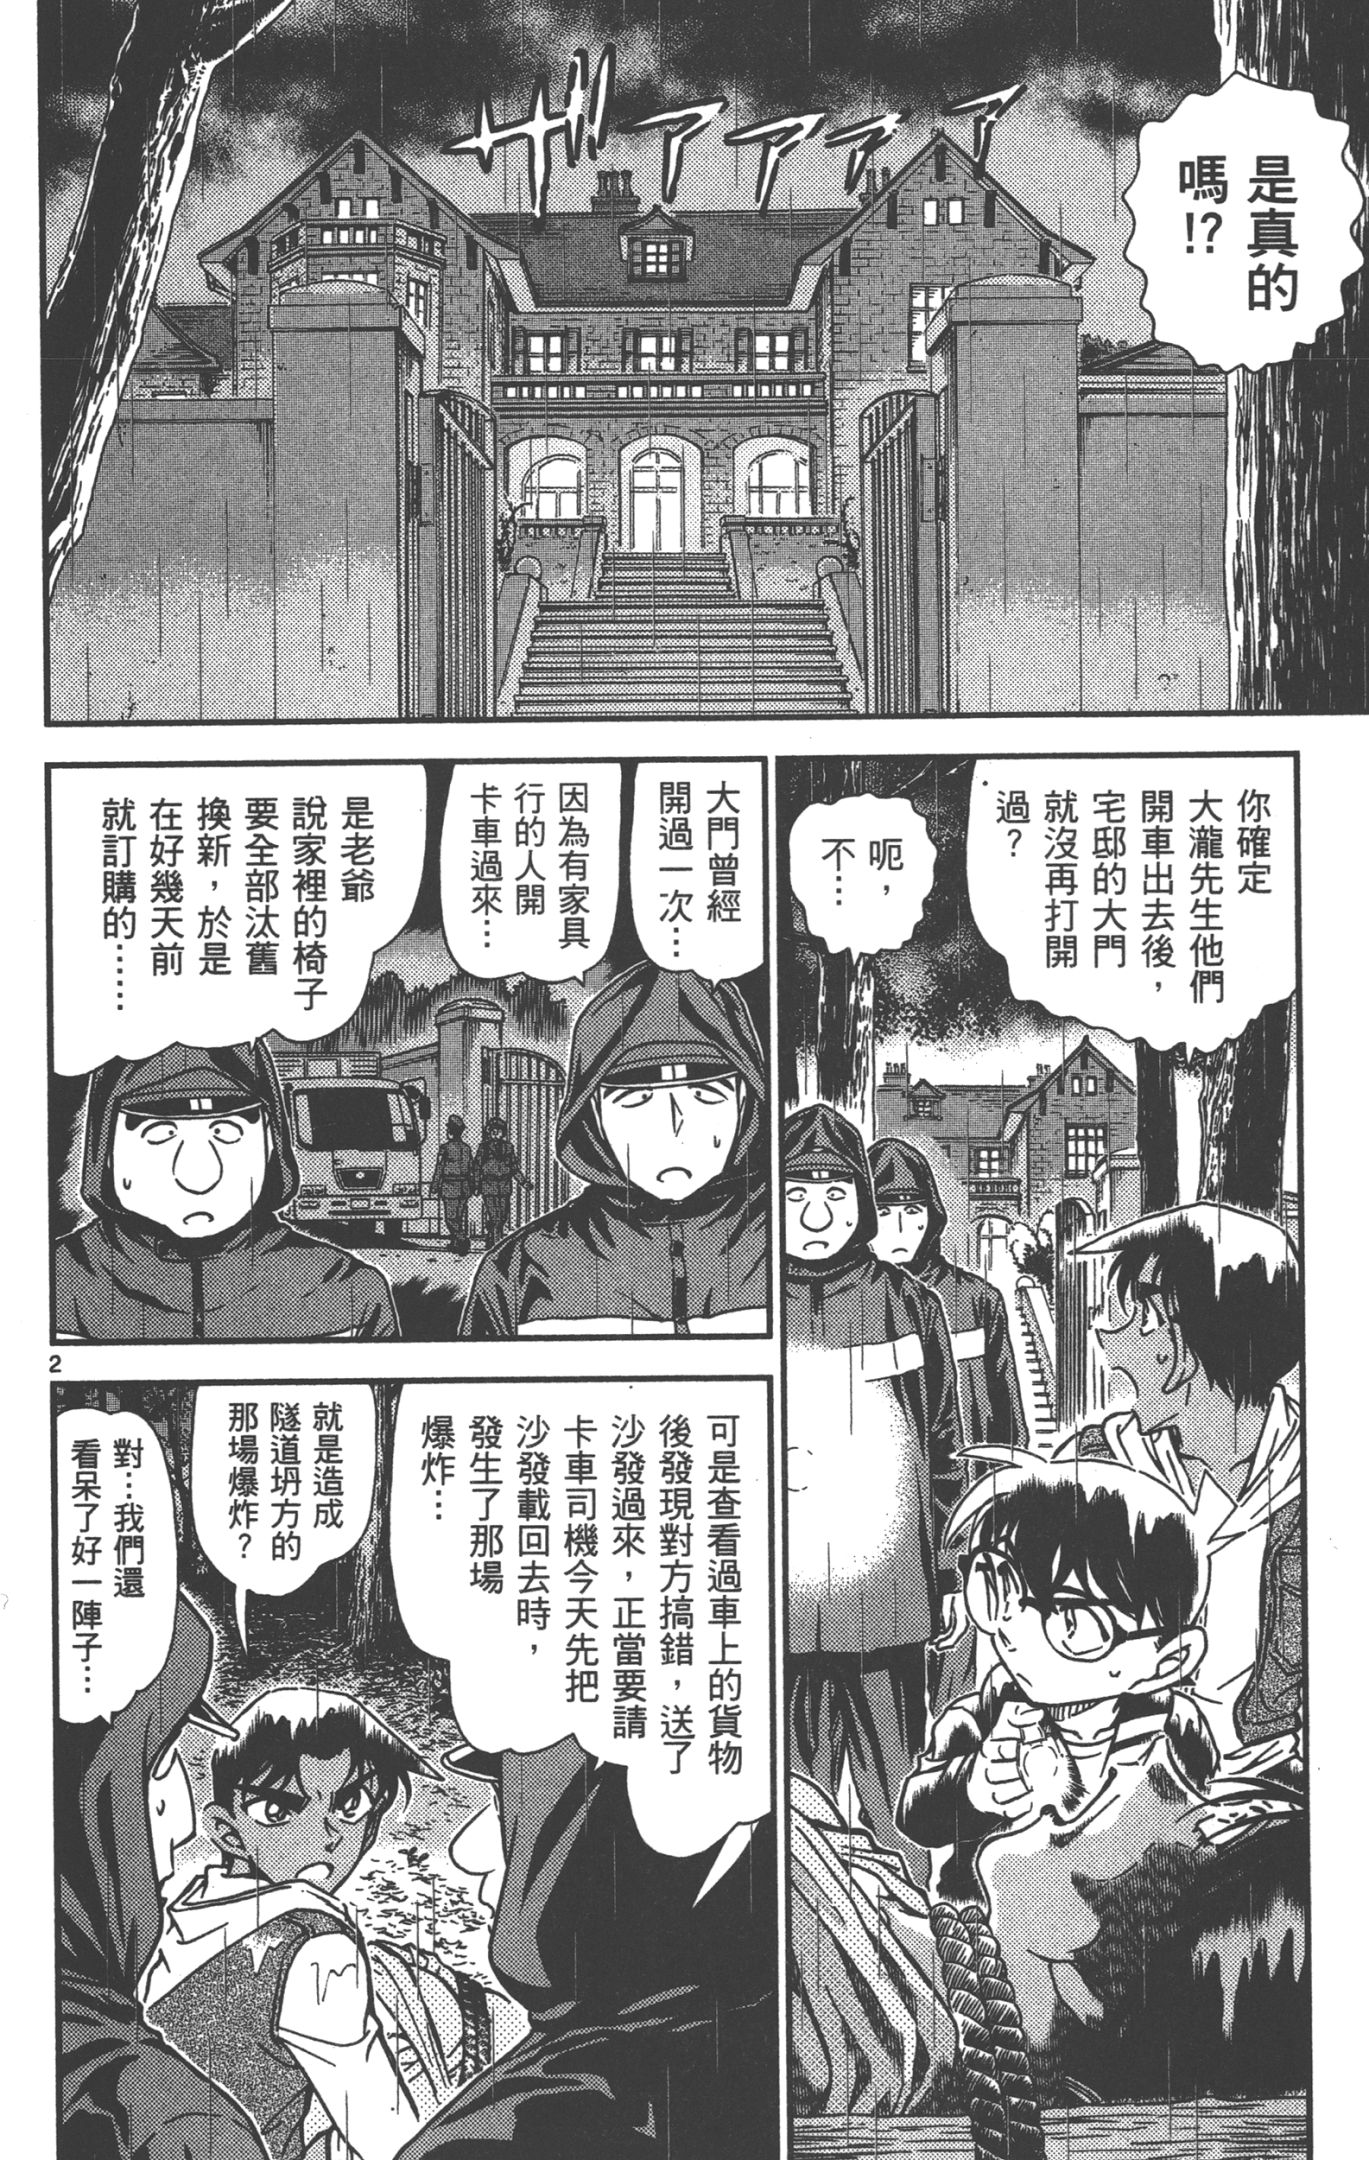 是真的
嗎!?
ザアアアア
你確定
大瀧先生他們
開車出去後，
宅邸的大門
就沒再打開
過？
呃，
不…
大門曾經
開過一次…
因為有家具
行的人開
卡車過來…
是老爺
說家裡的椅子
要全部汰舊
換新，於是
在好幾天前
就訂購的……
可是查看過車上的貨物
後發現對方搞錯，送了
沙發過來，正當要請
卡車司機今天先把
沙發載回去時，
發生了那場
爆炸…
就是造成
隧道坍方的
那場爆炸？
對…我們還
看呆了好一陣子…
2